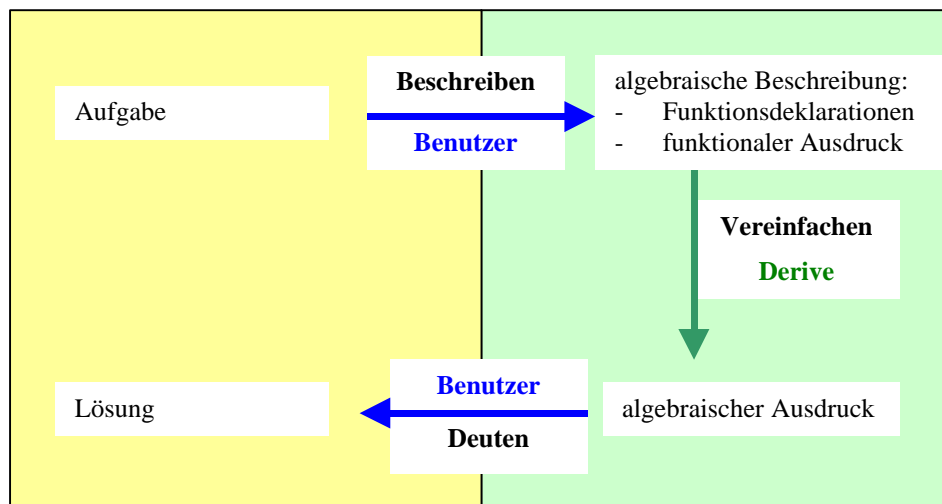 Aufgabe
Beschreiben
Benutzer
algebraische Beschreibung:
- Funktionsdeklarationen
- funktionaler Ausdruck
Vereinfachen
Derive
Lösung
Benutzer
Deuten
algebraischer Ausdruck